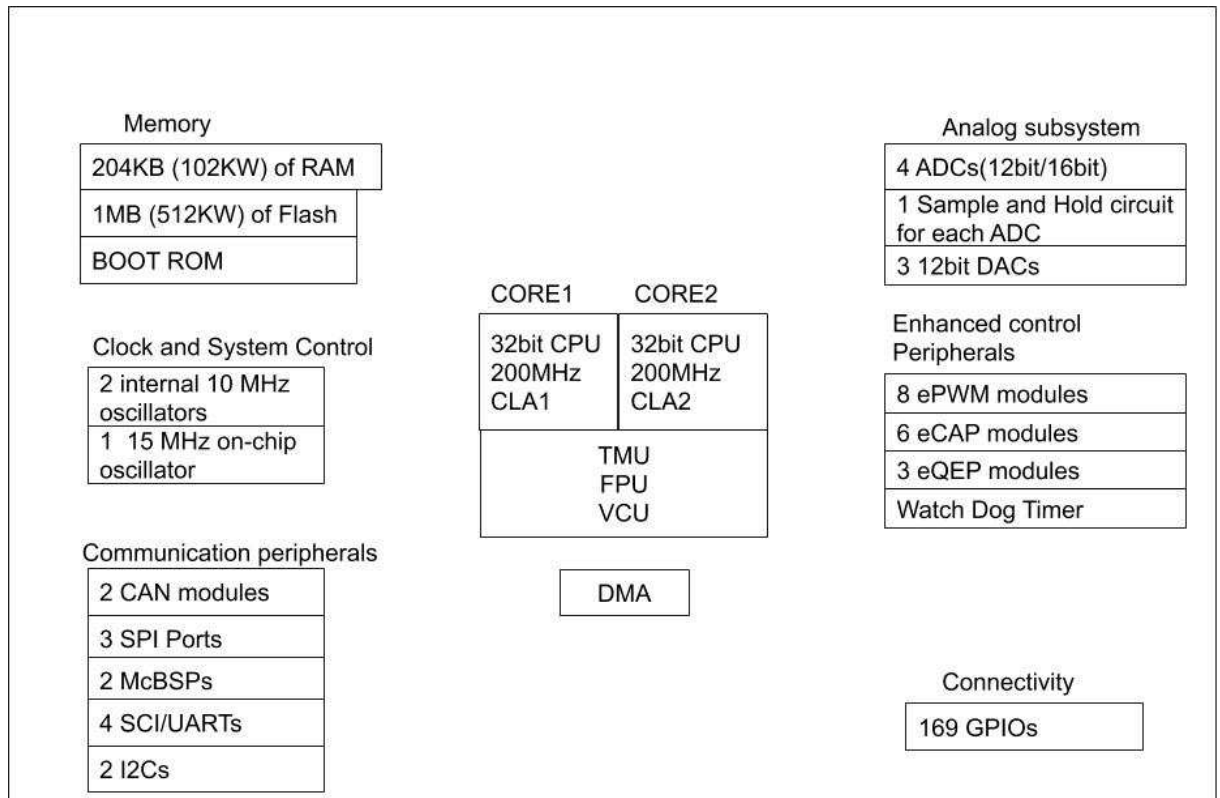 Memory
204KB (102KW) of RAM
1MB (512KW) of Flash
BOOT ROM
Clock and System Control
2 internal 10 MHz
oscillators
1 15 MHz on-chip
oscillator
Communication peripherals
2 CAN modules
3 SPI Ports
2 McBSPs
4 SCI/UARTs
2 I2Cs
CORE1
CORE2
32bit CPU
200MHz
CLA1
32bit CPU
200MHz
CLA2
TMU
FPU
VCU
DMA
Analog subsystem
4 ADCs(12bit/16bit)
1 Sample and Hold circuit
for each ADC
3 12bit DACs
Enhanced control
Peripherals
8 ePWM modules
6 eCAP modules
3 eQEP modules
Watch Dog Timer
Connectivity
169 GPIOs